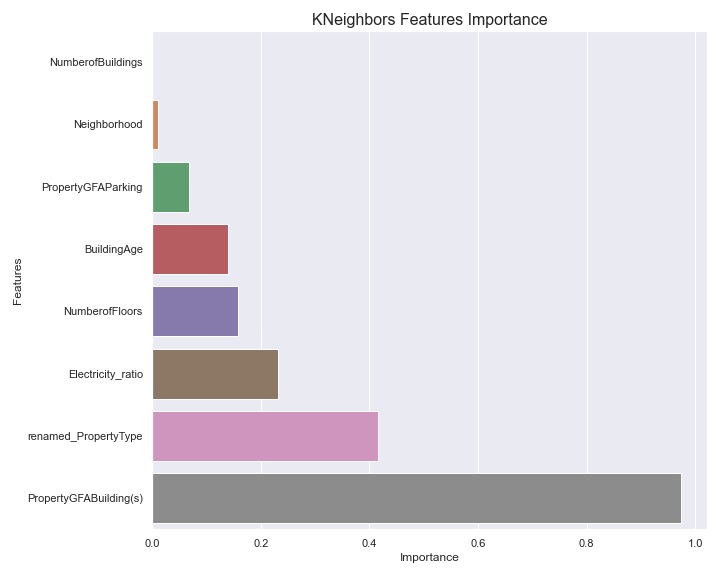 KNeighbors Features Importance
NumberofBuildings
Neighborhood
PropertyGFAParking
BuildingAge
NumberofFloors
Electricity_ratio
renamed_PropertyType
PropertyGFABuilding(s)
Features
0.0 0.2 0.4 0.6 0.8 1.0
Importance